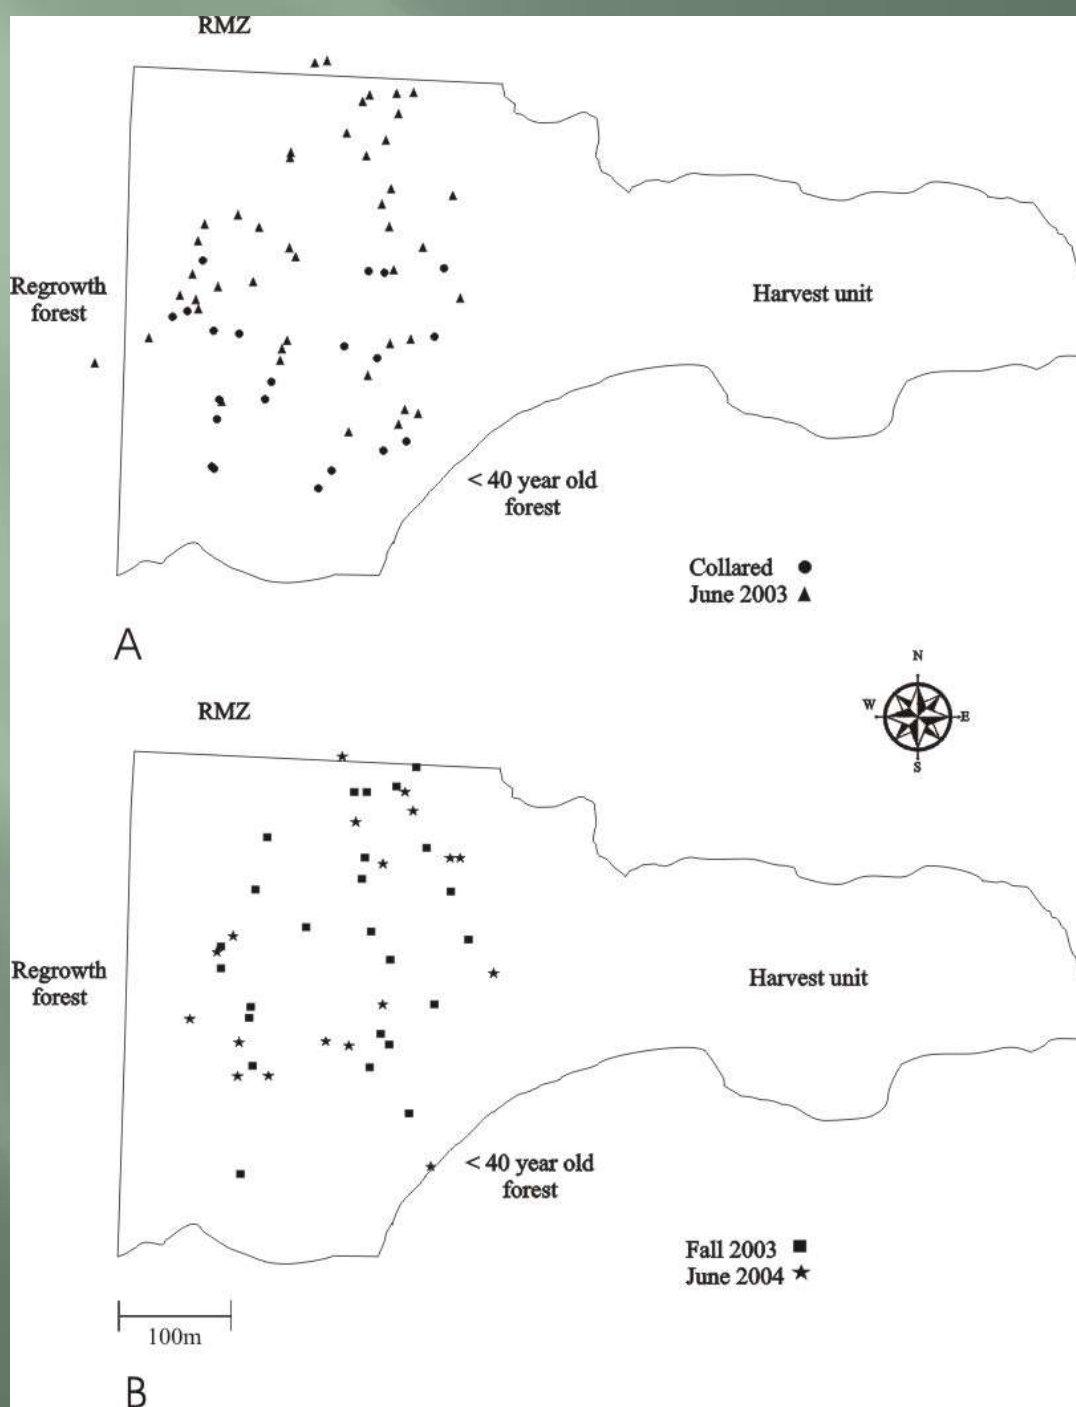 RMZ
Regrowth
forest
Harvest unit
< 40 year old
forest
Collared
June 2003
A
N
W
E
S
RMZ
Regrowth
forest
Harvest unit
< 40 year old
forest
Fall 2003
June 2004
100m
B